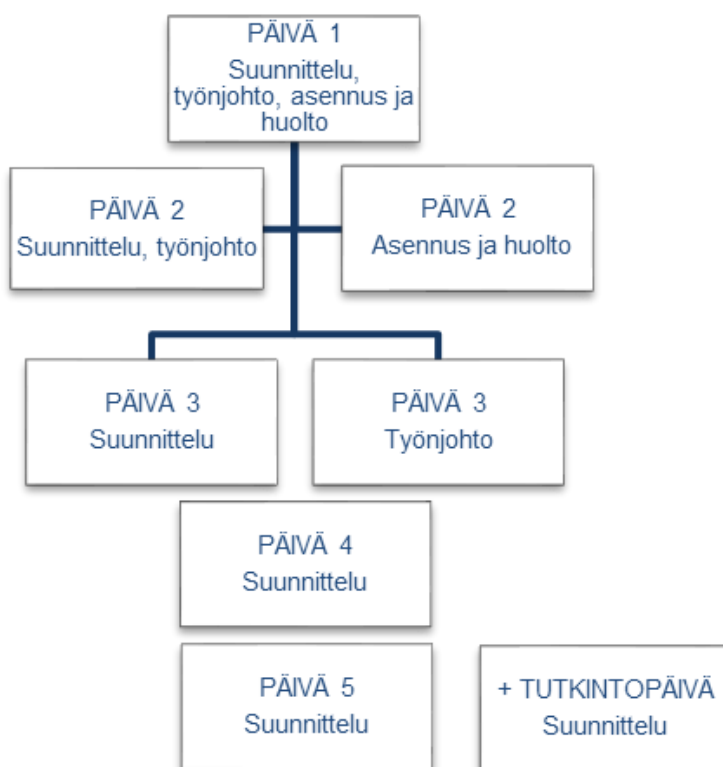 PÄIVÄ 1
Suunnittelu,
työnjohto, asennus ja
huolto
PÄIVÄ 2
Suunnittelu, työnjohto
PÄIVÄ 2
Asennus ja huolto
PÄIVÄ 3
Suunnittelu
PÄIVÄ 3
Työnjohto
PÄIVÄ 4
Suunnittelu
PÄIVÄ 5
Suunnittelu
+ TUTKINTOPÄIVÄ
Suunnittelu